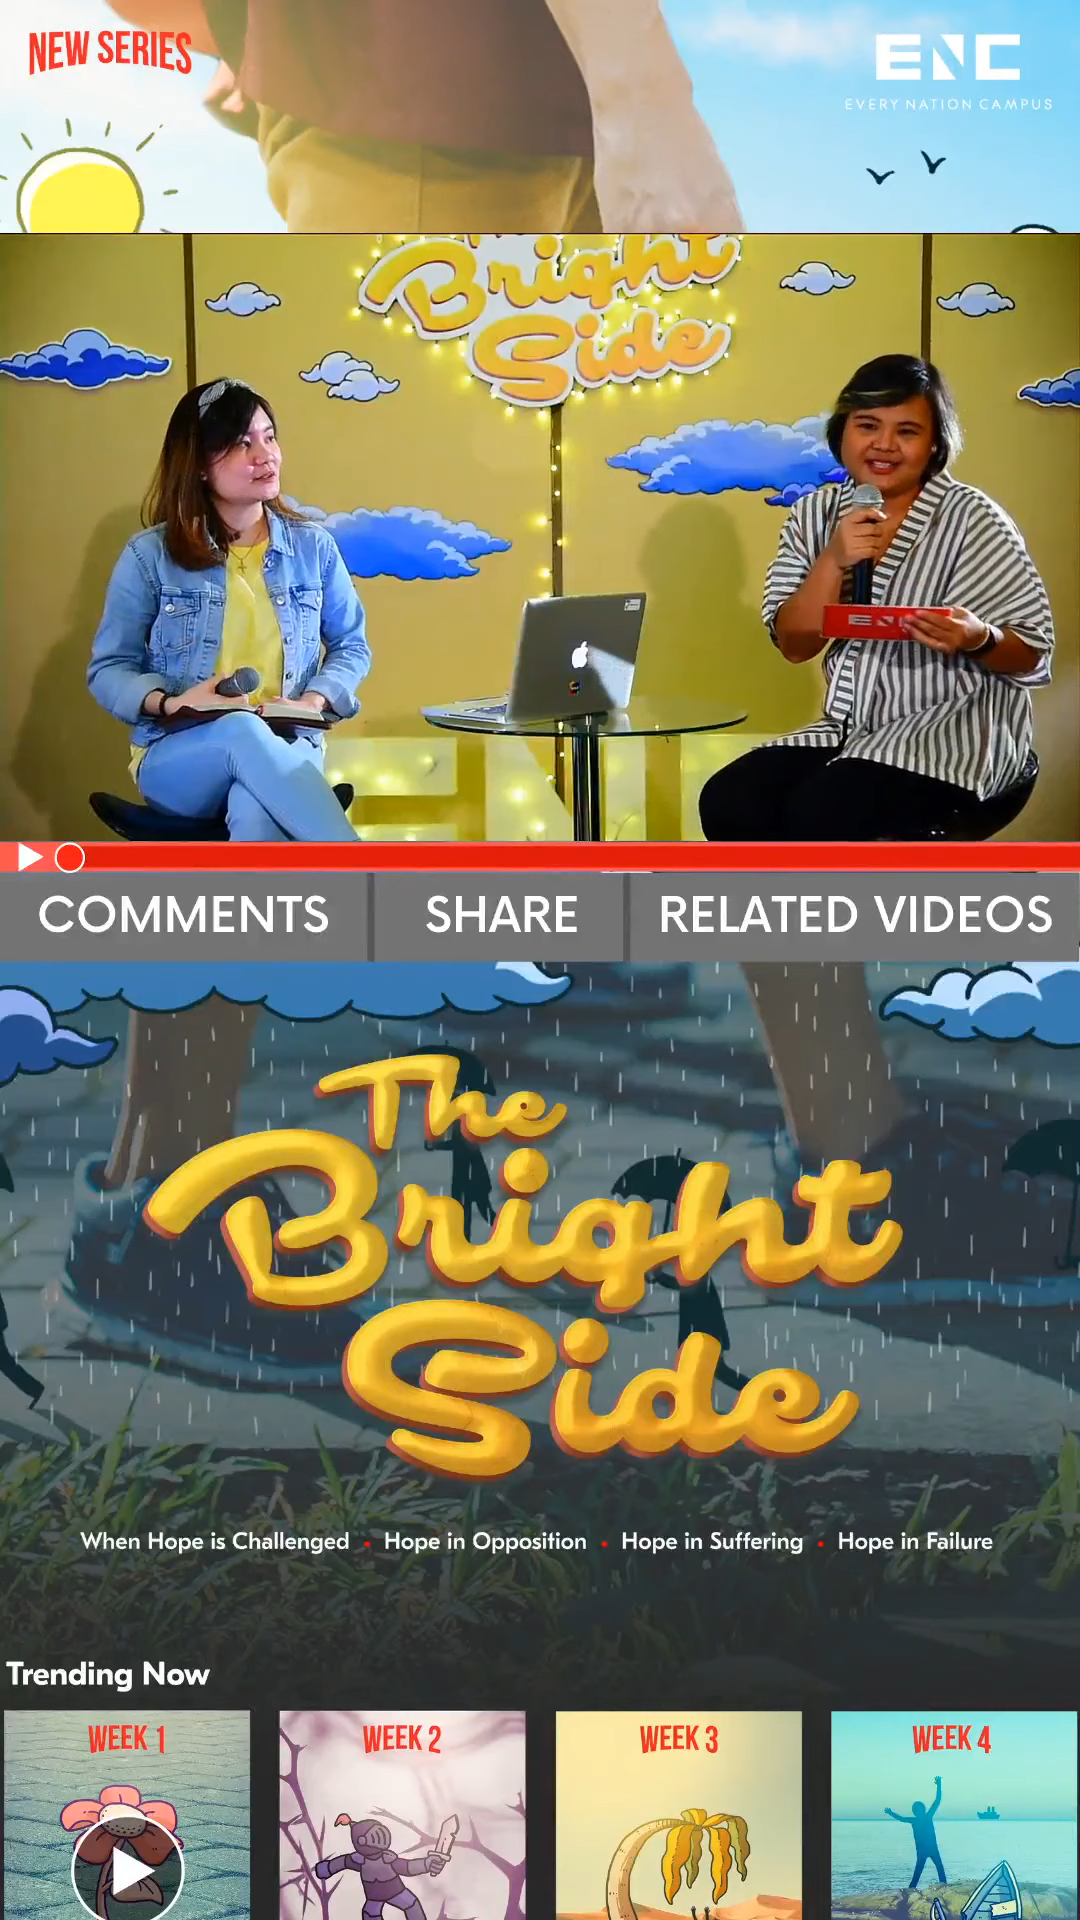 NEW SERIES
ENC
EVERY NATION CAMPUS
Bright
Side
ENC
COMMENTS
SHARE
RELATED VIDEOS
The
Bright
Side
When Hope is Challenged • Hope in Opposition • Hope in Suffering • Hope in Failure
Trending Now
WEEK 1
WEEK 2
WEEK 3
WEEK 4